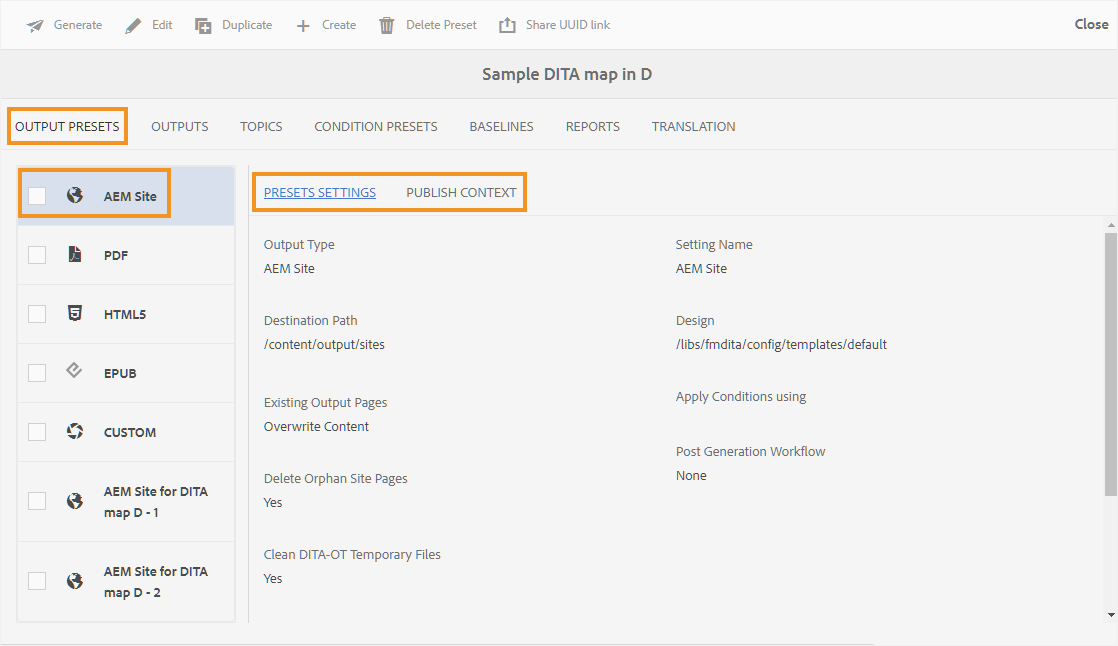 Generate Edit Duplicate Create Delete Preset Share UUID link Close
Sample DITA map in D
OUTPUT PRESETS OUTPUTS TOPICS CONDITION PRESETS BASELINES REPORTS TRANSLATION
AEM Site
PDF
HTML5
EPUB
CUSTOM
AEM Site for DITA
map D - 1
AEM Site for DITA
map D - 2
PRESETS SETTINGS PUBLISH CONTEXT
Output Type
AEM Site
Destination Path
/content/output/sites
Existing Output Pages
Overwrite Content
Delete Orphan Site Pages
Yes
Clean DITA-OT Temporary Files
Yes
Setting Name
AEM Site
Design
/libs/fmdita/config/templates/default
Apply Conditions using
Post Generation Workflow
None